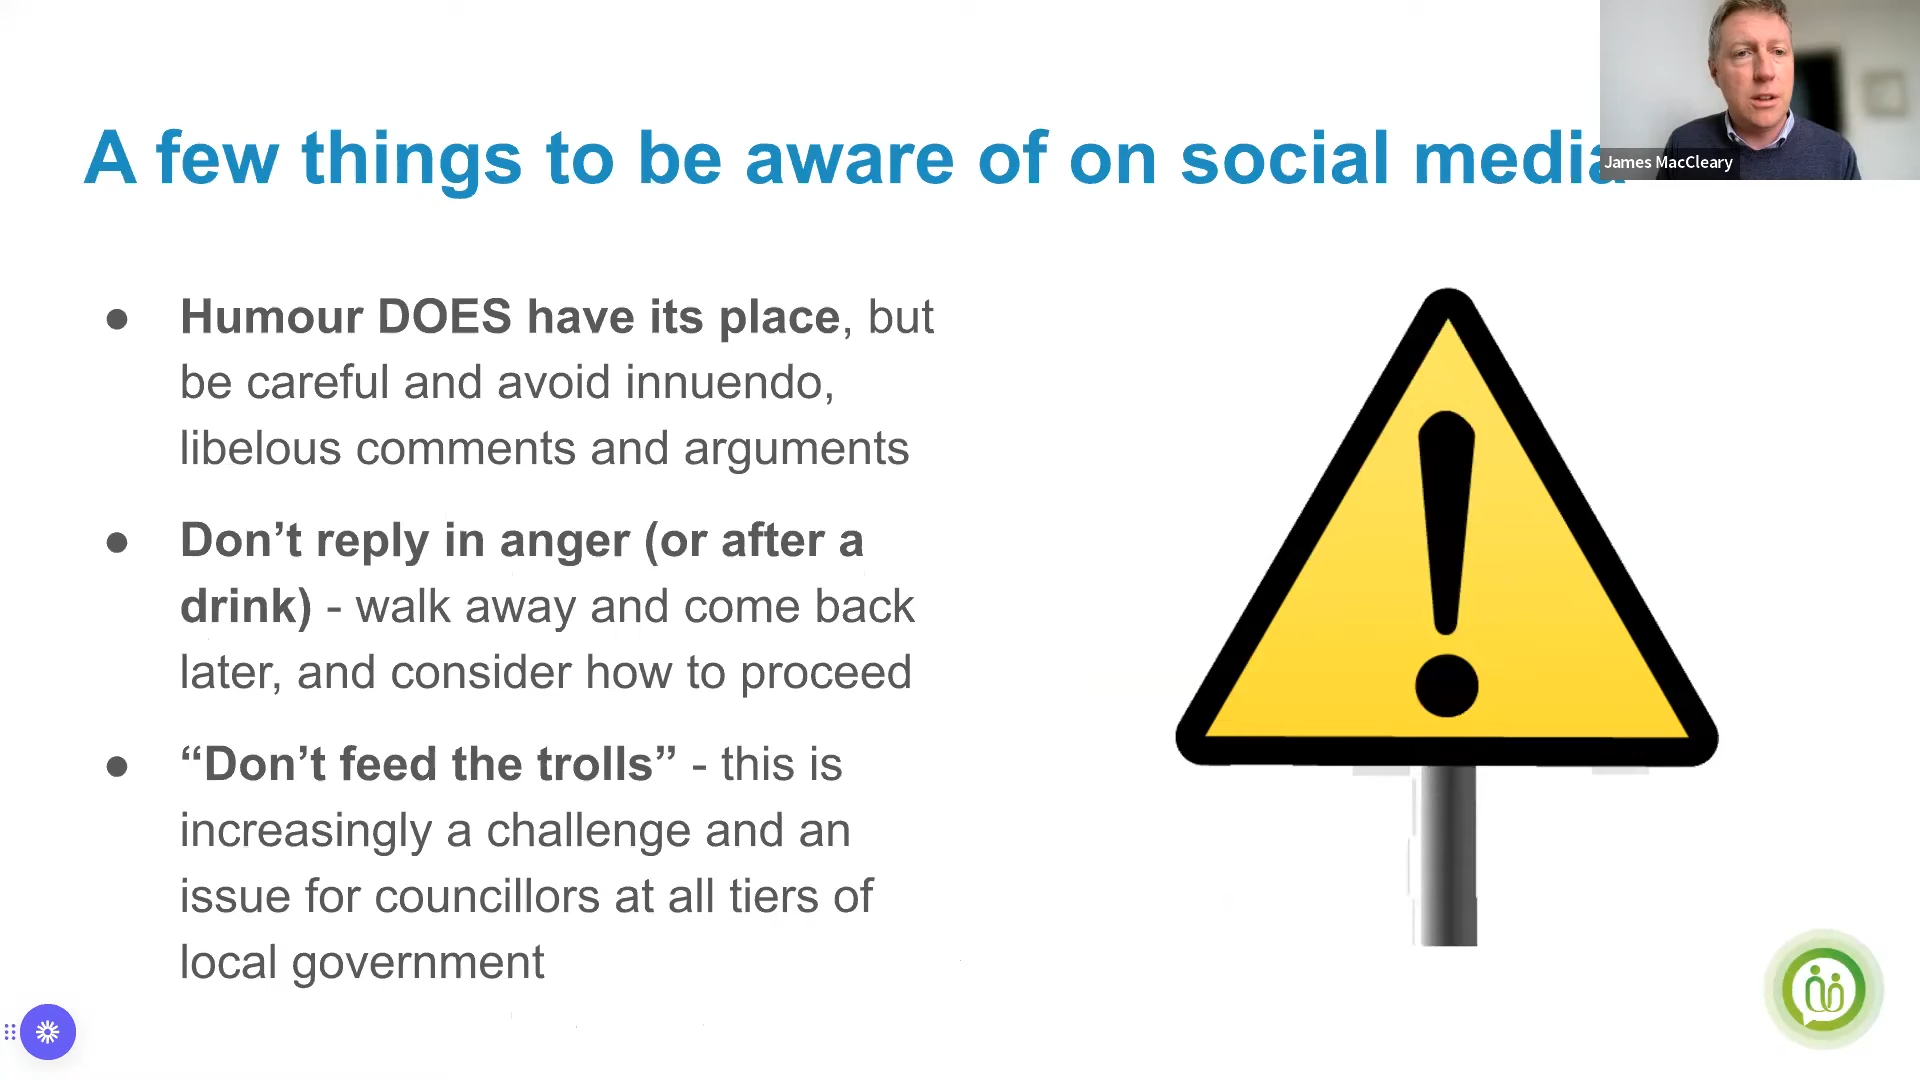 A few things to be aware of on social media
James MacCleary
● Humour DOES have its place, but
be careful and avoid innuendo,
libelous comments and arguments
● Don’t reply in anger (or after a
drink) - walk away and come back
later, and consider how to proceed
● “Don’t feed the trolls” - this is
increasingly a challenge and an
issue for councillors at all tiers of
local government